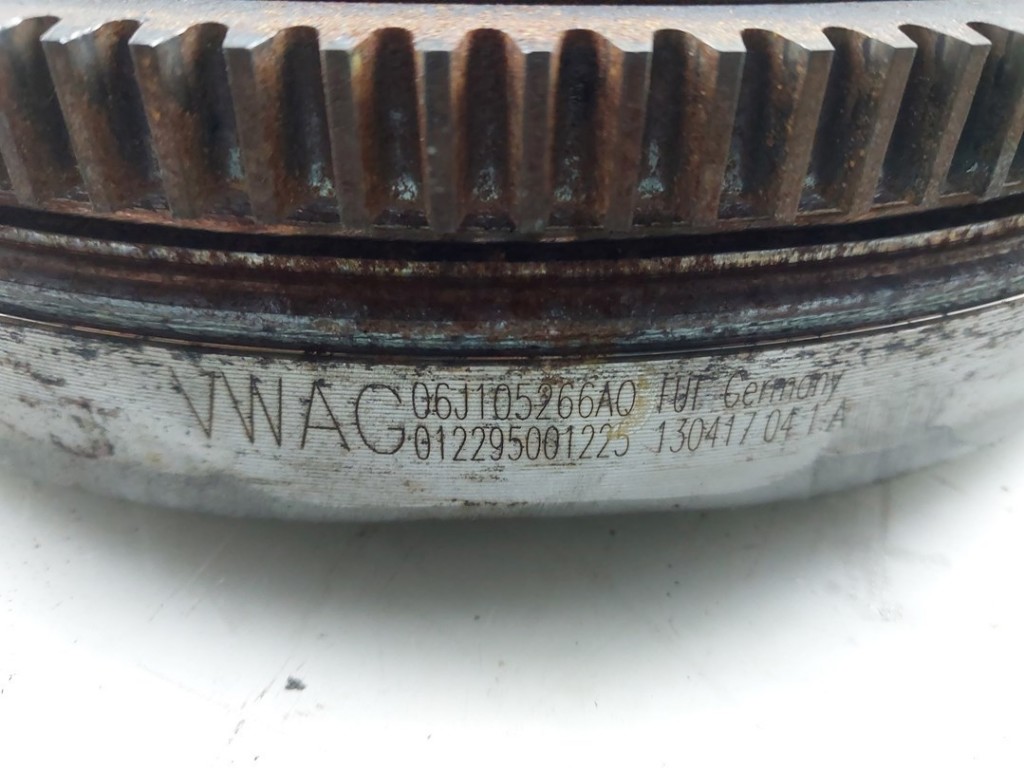 VWAG 06J105266AQ TUT Germany
012295001225 130417 04 1 A